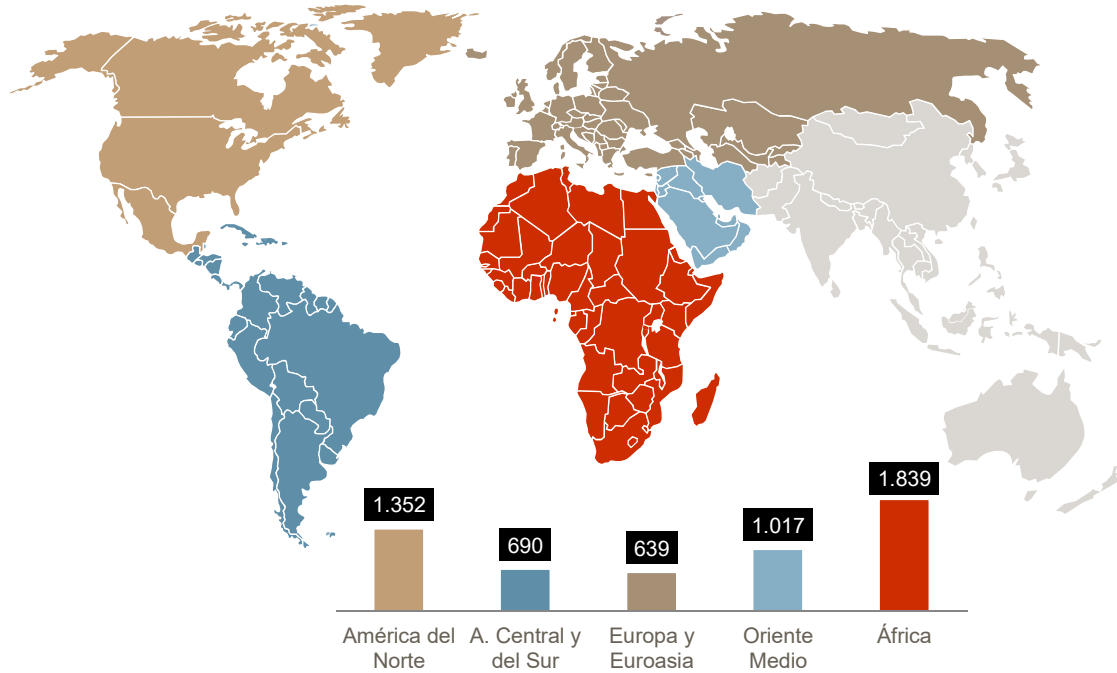 1.352
690
639
1.017
1.839
América del
Norte
A. Central y
del Sur
Europa y
Euroasia
Oriente
Medio
África